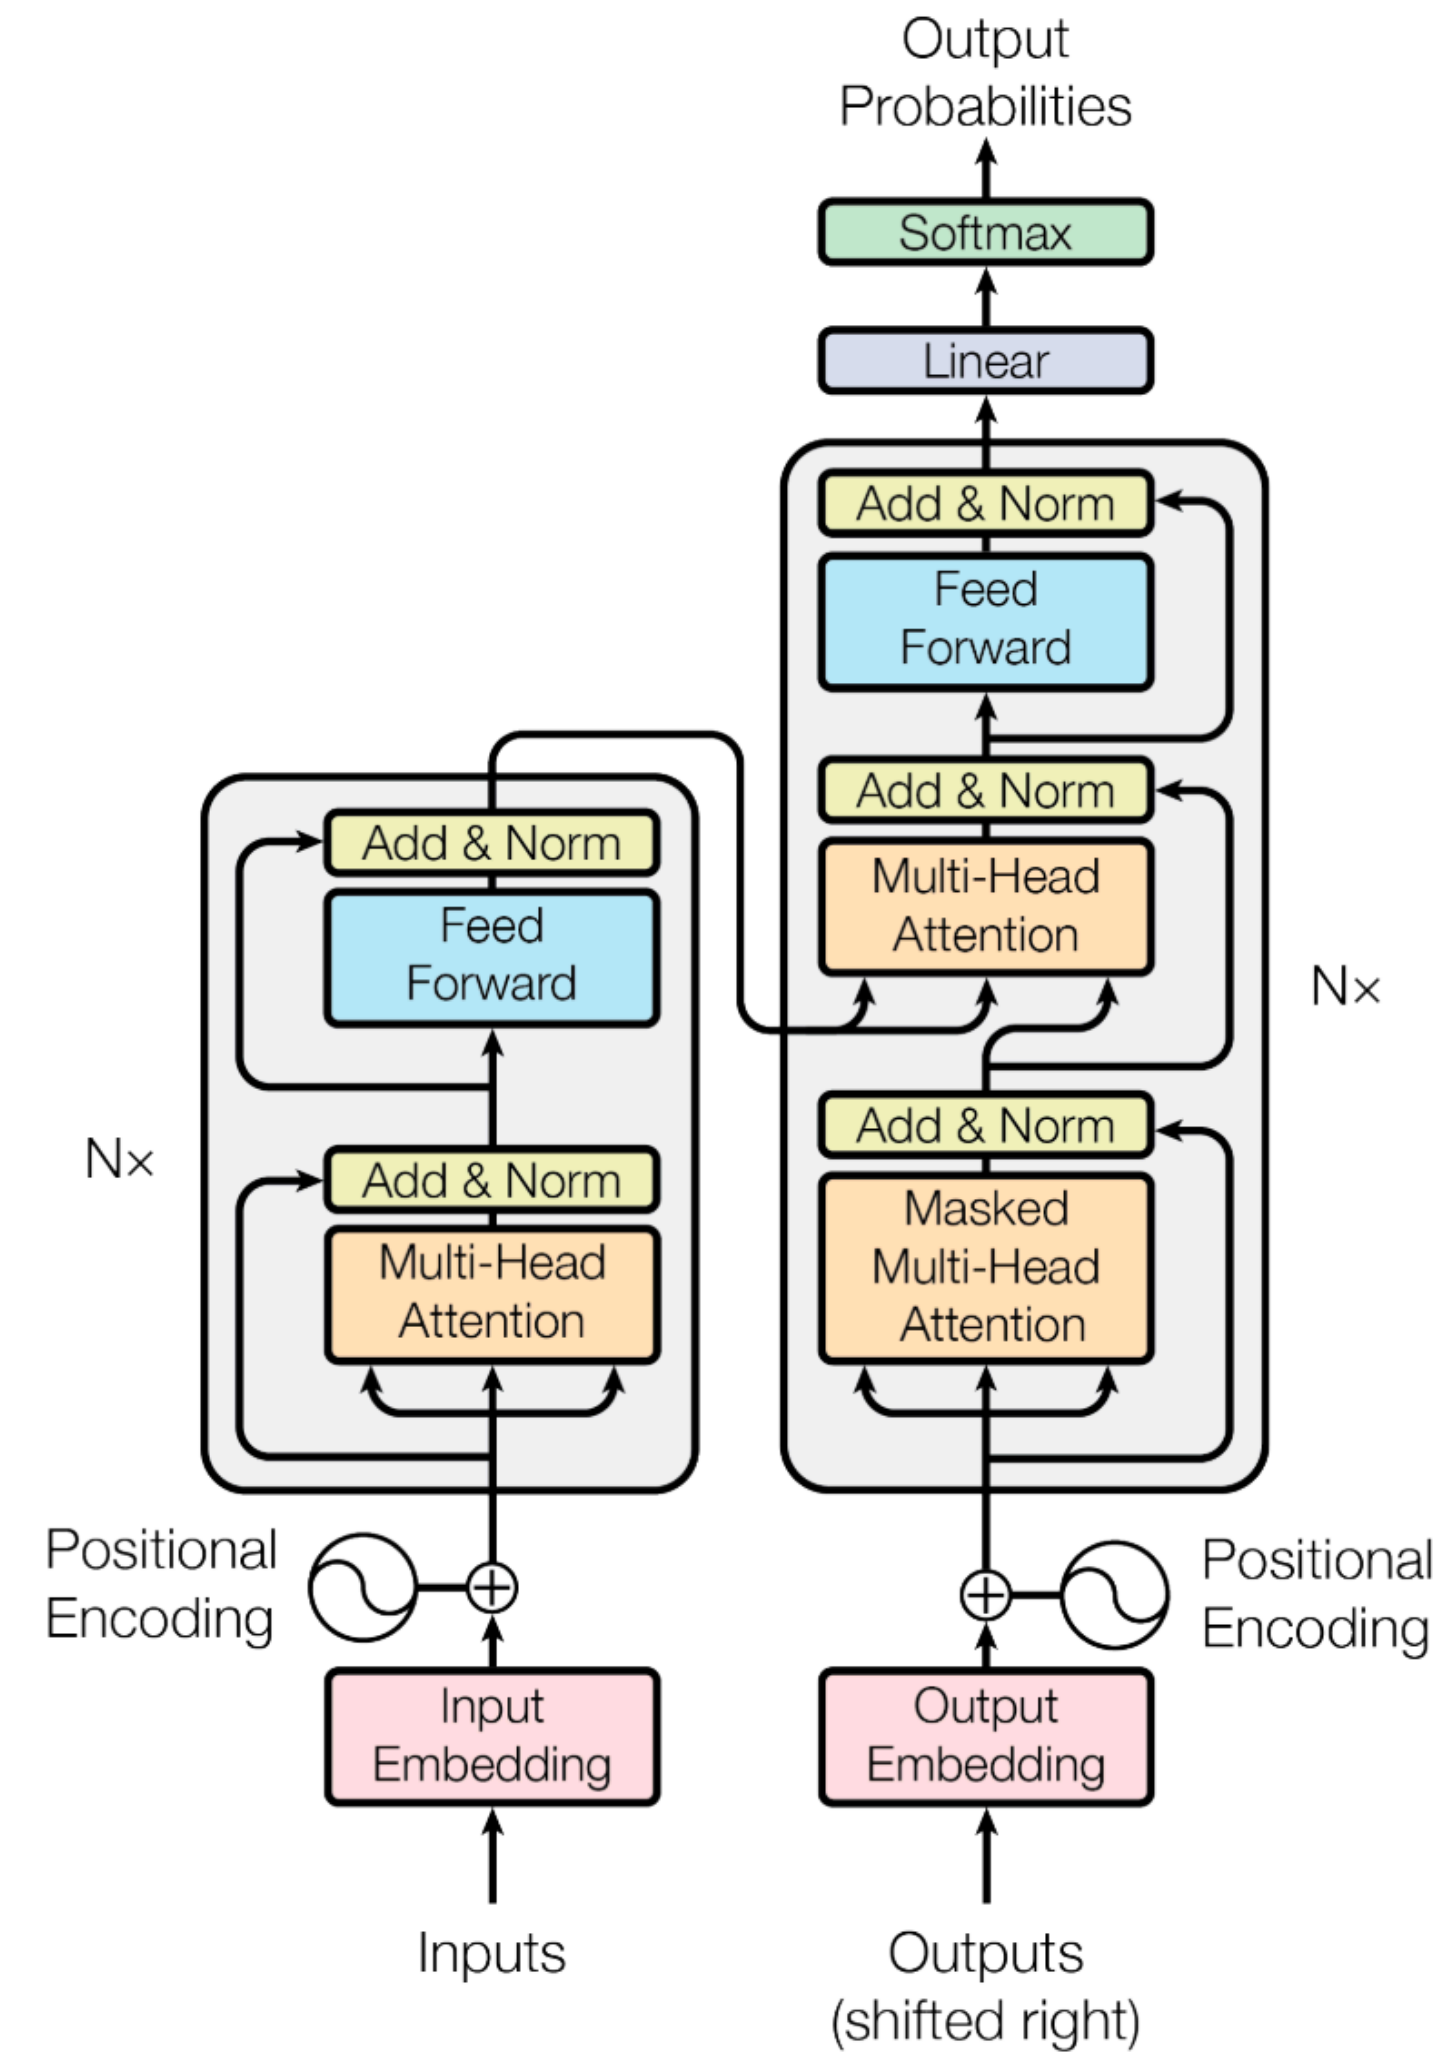 Output
Probabilities
Softmax
Linear
Add & Norm
Feed
Forward
Add & Norm
Multi-Head
Attention
N×
Add & Norm
Masked
Multi-Head
Attention
Positional
Encoding
Output
Embedding
Outputs
(shifted right)
Add & Norm
Feed
Forward
N×
Add & Norm
Multi-Head
Attention
Positional
Encoding
Input
Embedding
Inputs